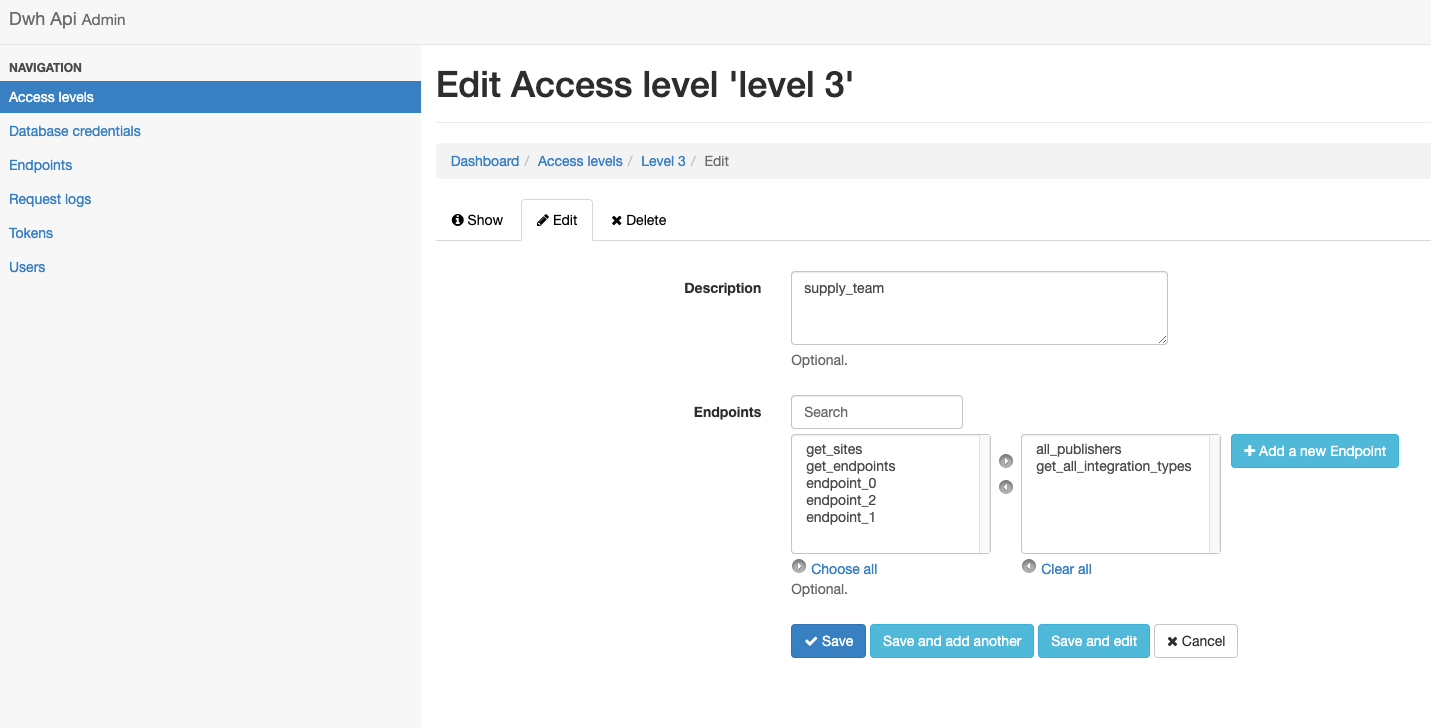 Dwh Api Admin
NAVIGATION
Access levels
Database credentials
Endpoints
Request logs
Tokens
Users
Edit Access level 'level 3'
Dashboard / Access levels / Level 3 / Edit
Show
Edit
Delete
Description
supply_team
Optional.
Endpoints
Search
get_sites
get_endpoints
endpoint_0
endpoint_2
endpoint_1
all_publishers
get_all_integration_types
Add a new Endpoint
Choose all
Clear all
Optional.
Save
Save and add another
Save and edit
Cancel